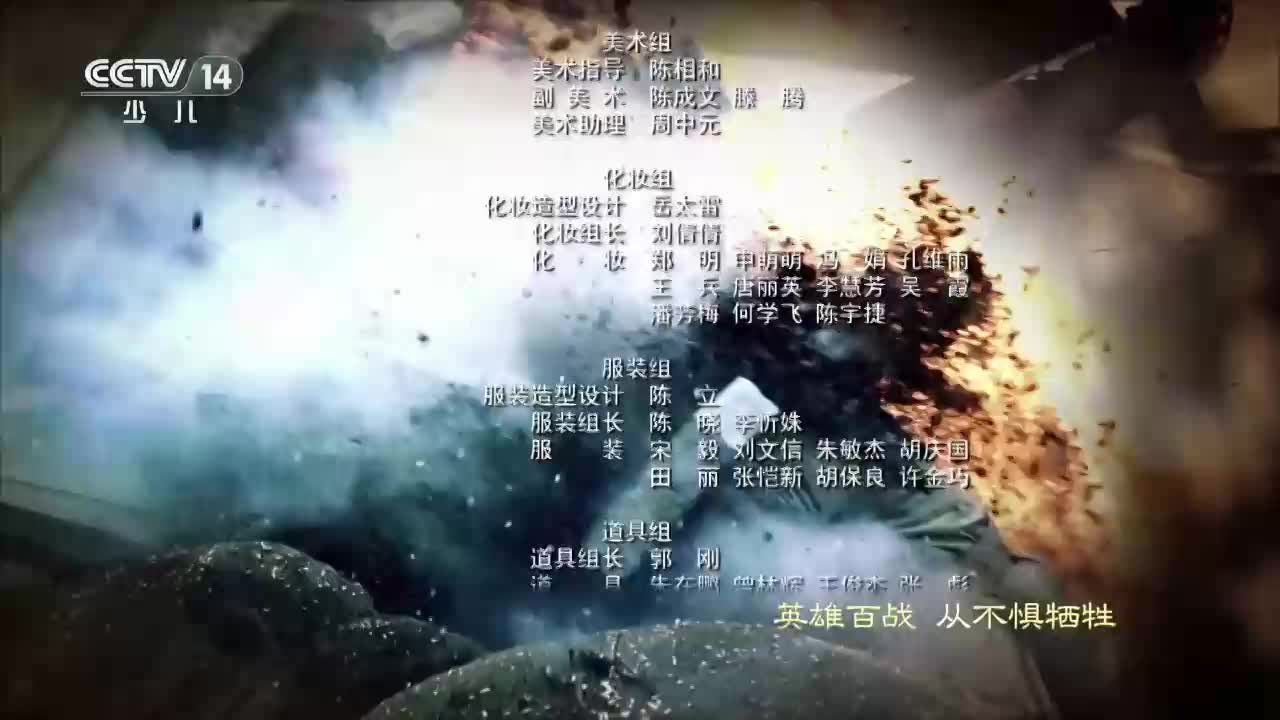 CCTV 14
少儿
美术组
美术指导 陈相和
副美术 陈成文 滕腾
美术助理 周中元
化妆组
化妆造型设计 岳太雷
化妆组长 刘倩倩
化妆 郑明 申萌萌 冯娟 孔维雨
王兵 唐丽英 李慧芳 吴霞
潘芳梅 何学飞 陈宇捷
服装组
服装造型设计 陈立
服装组长 陈晓 李忻姝
服装 宋毅 刘文信 朱敏杰 胡庆国
田丽 张恺新 胡保良 许金巧
道具组
道具组长 郭刚
道具 张彪
英雄百战 从不惧牺牲